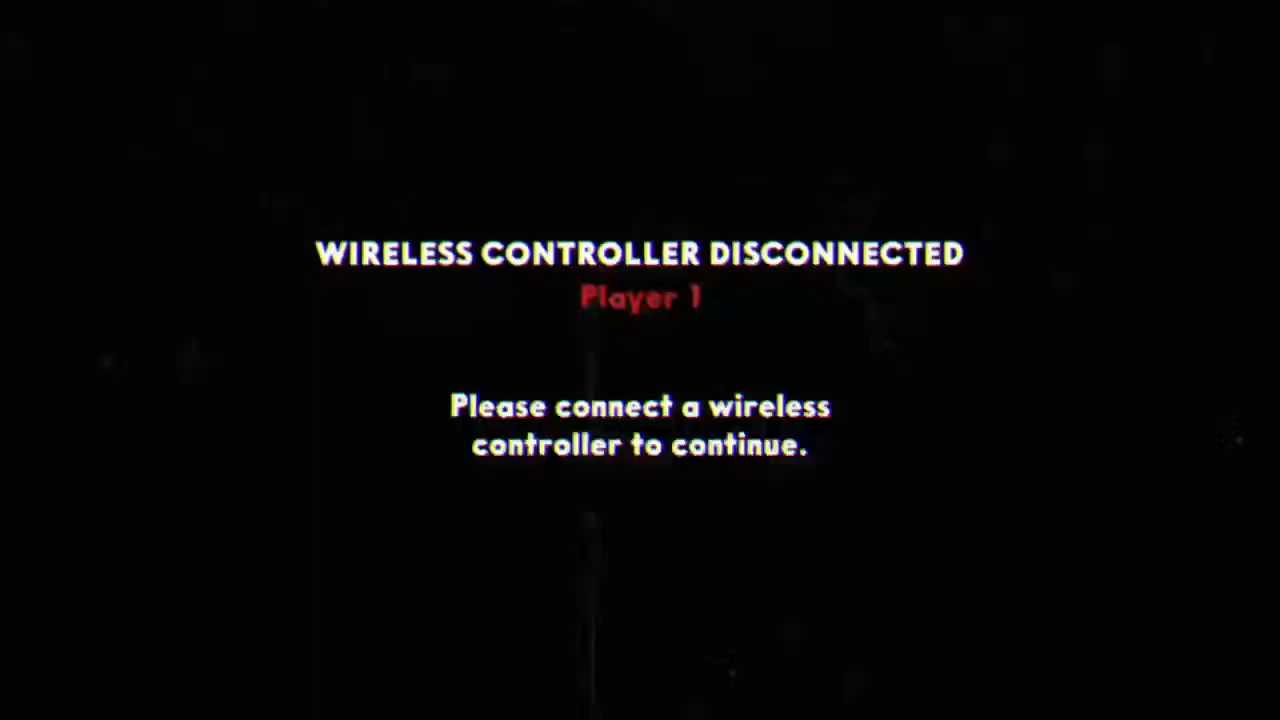 WIRELESS CONTROLLER DISCONNECTED
Player 1
Please connect a wireless
controller to continue.